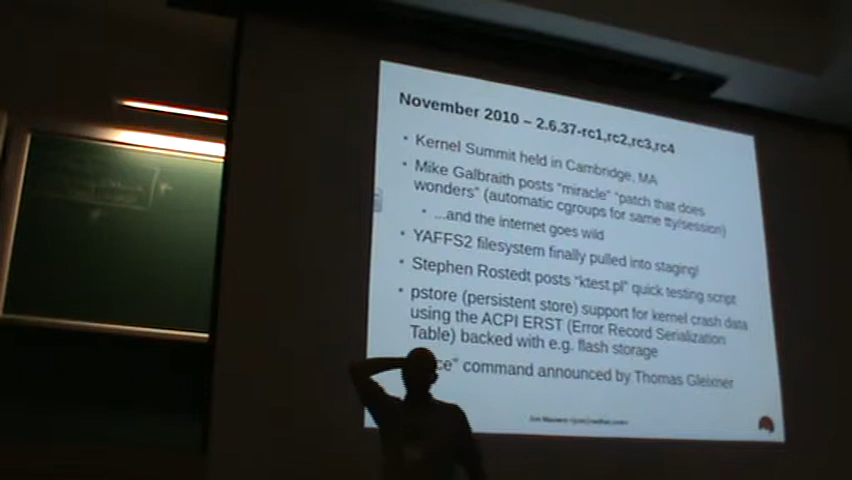 November 2010 – 2.6.37-rc1,rc2,rc3,rc4
• Kernel Summit held in Cambridge, MA
• Mike Galbraith posts "miracle" "patch that does
wonders" (automatic cgroups for same tty/session)
• ...and the internet goes wild
• YAFFS2 filesystem finally pulled into staging!
• Stephen Rostedt posts "ktest.pl" quick testing script
• pstore (persistent store) support for kernel crash data
using the ACPI ERST (Error Record Serialization
Table) backed with e.g. flash storage
ce" command announced by Thomas Gleixner